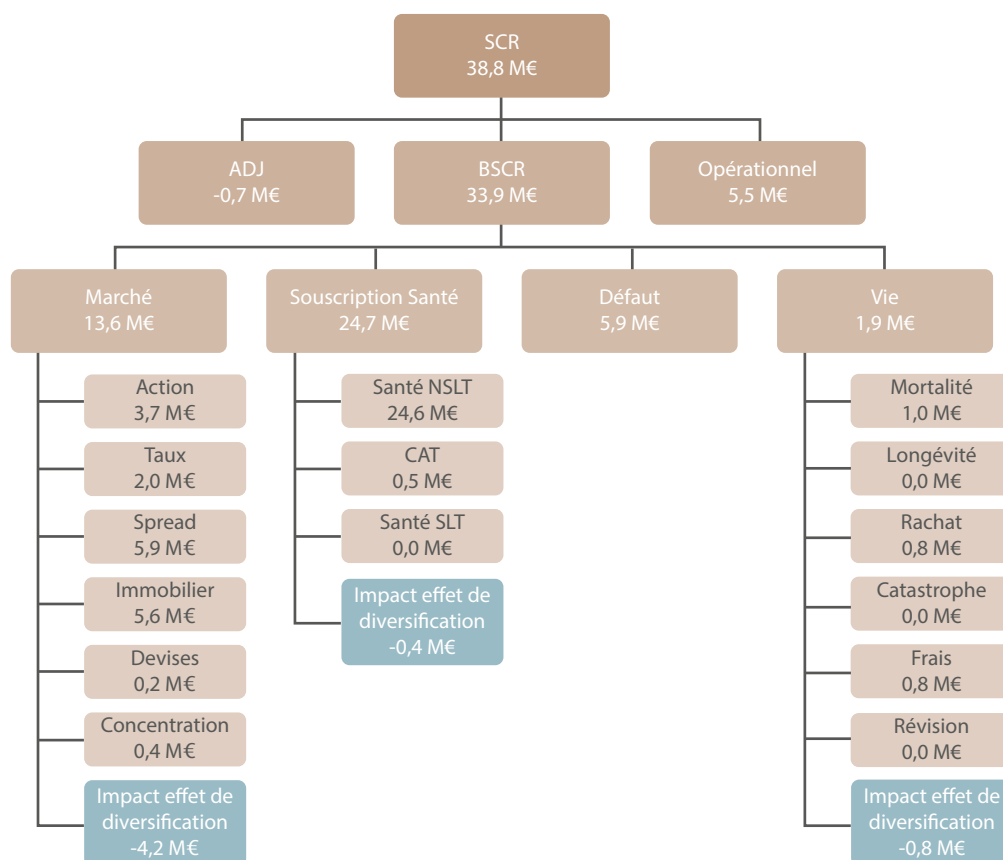 SCR
38,8 M€
ADJ
-0,7 M€
BSCR
33,9 M€
Opérationnel
5,5 M€
Marché
13,6 M€
Souscription Santé
24,7 M€
Défaut
5,9 M€
Vie
1,9 M€
Action
3,7 M€
Taux
2,0 M€
Spread
5,9 M€
Immobilier
5,6 M€
Devises
0,2 M€
Concentration
0,4 M€
Impact effet de
diversification
-4,2 M€
Santé NSLT
24,6 M€
CAT
0,5 M€
Santé SLT
0,0 M€
Impact effet de
diversification
-0,4 M€
Mortalité
1,0 M€
Longévité
0,0 M€
Rachat
0,8 M€
Catastrophe
0,0 M€
Frais
0,8 M€
Révision
0,0 M€
Impact effet de
diversification
-0,8 M€